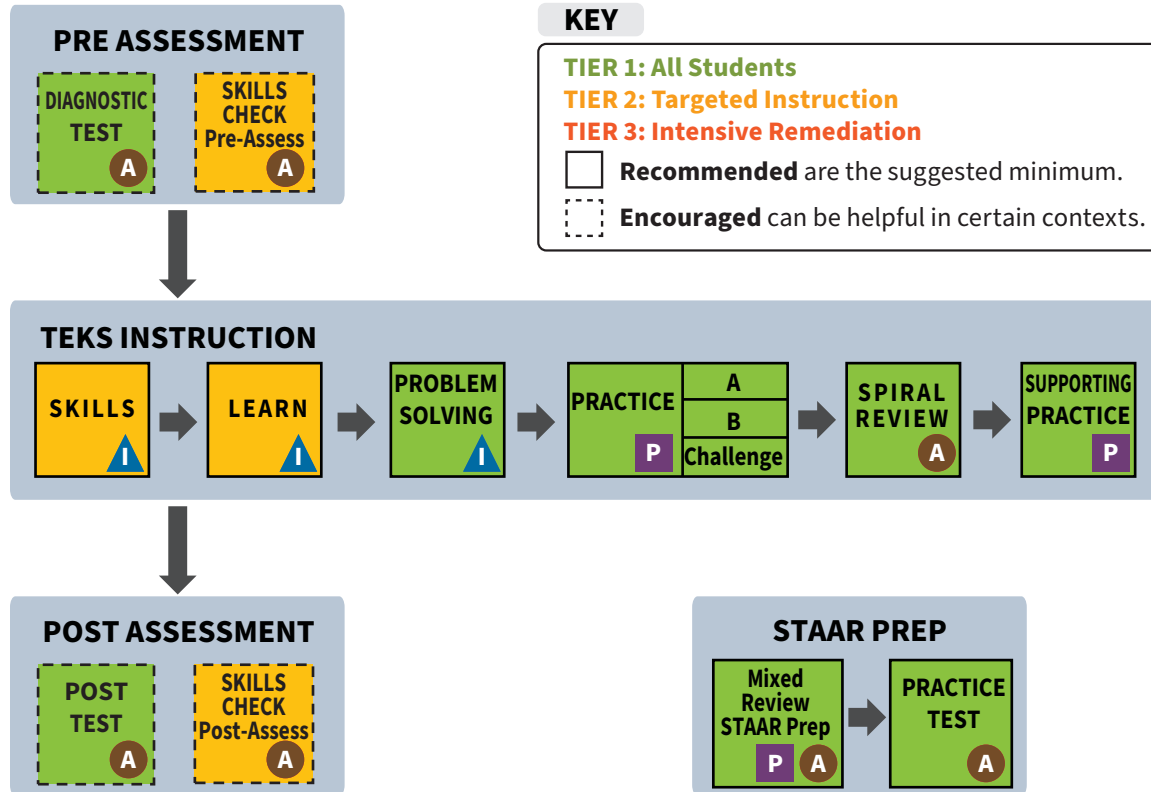 PRE ASSESSMENT
DIAGNOSTIC
TEST
A
SKILLS
CHECK
Pre-Assess
A
KEY
TIER 1: All Students
TIER 2: Targeted Instruction
TIER 3: Intensive Remediation
Recommended are the suggested minimum.
Encouraged can be helpful in certain contexts.
TEKS INSTRUCTION
SKILLS
I
LEARN
I
PROBLEM
SOLVING
I
PRACTICE
P
A
B
Challenge
SPIRAL
REVIEW
A
SUPPORTING
PRACTICE
P
POST ASSESSMENT
POST
TEST
A
SKILLS
CHECK
Post-Assess
A
STAAR PREP
Mixed
Review
STAAR Prep
P A
PRACTICE
TEST
A